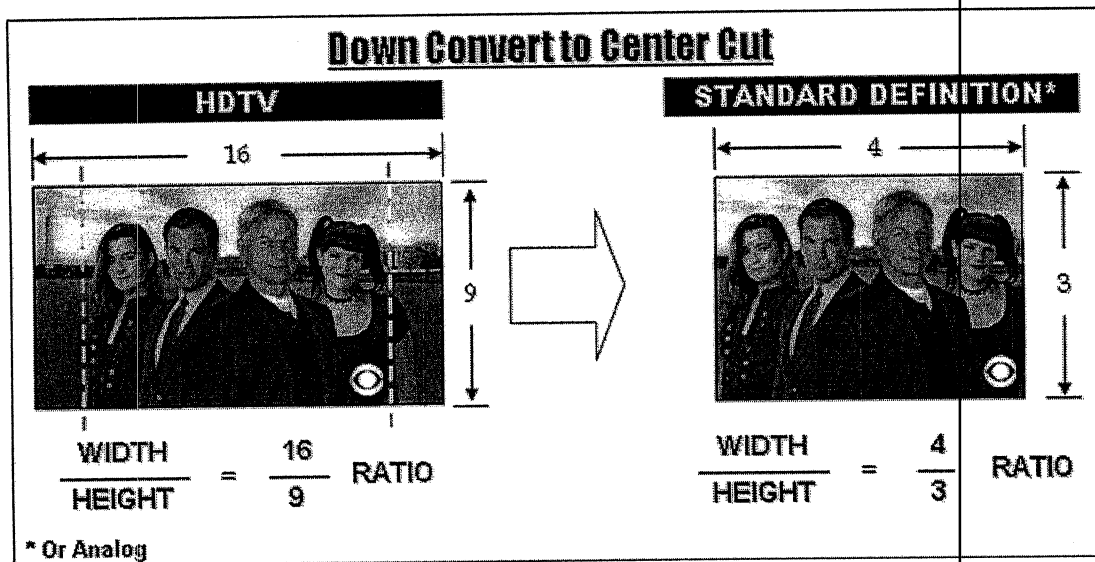 Down Convert to Center Cut
HDTV
STANDARD DEFINITION*
16
9
4
3
WIDTH
HEIGHT
=
16
9
RATIO
WIDTH
HEIGHT
=
4
3
RATIO
* Or Analog